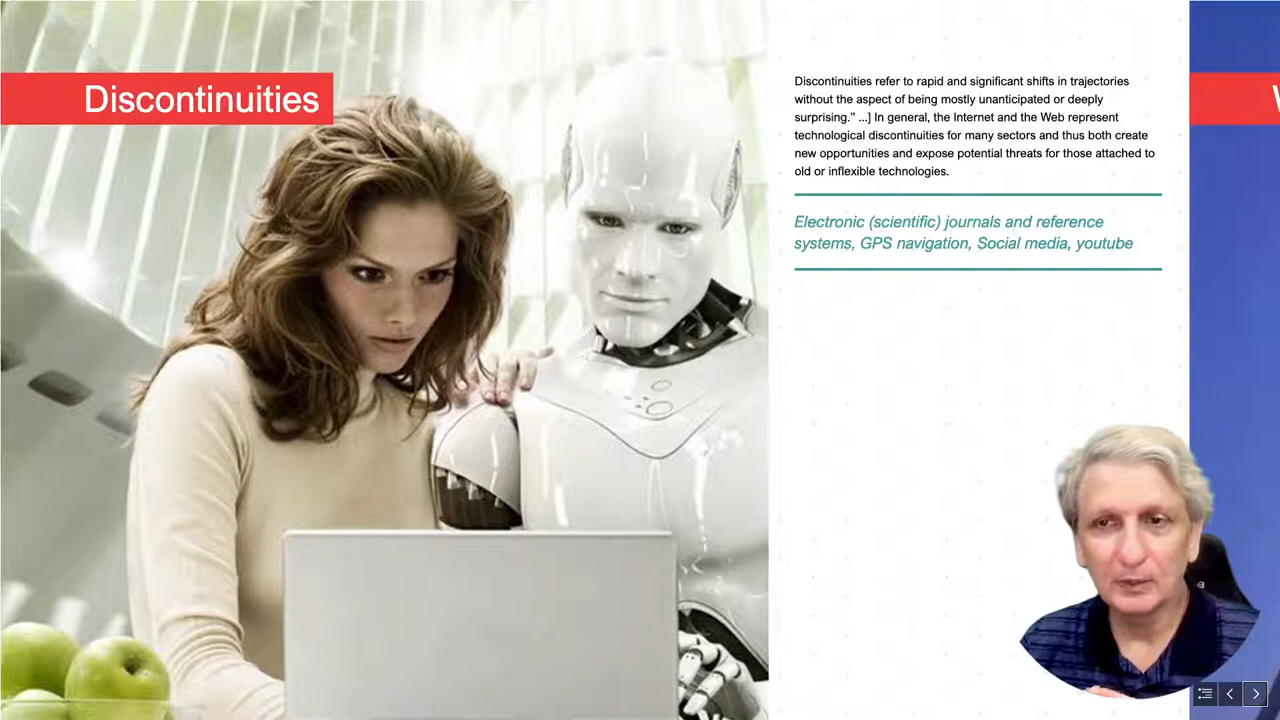 Discontinuities
Discontinuities refer to rapid and significant shifts in trajectories
without the aspect of being mostly unanticipated or deeply
surprising.” ...] In general, the Internet and the Web represent
technological discontinuities for many sectors and thus both create
new opportunities and expose potential threats for those attached to
old or inflexible technologies.
Electronic (scientific) journals and reference
systems, GPS navigation, Social media, youtube